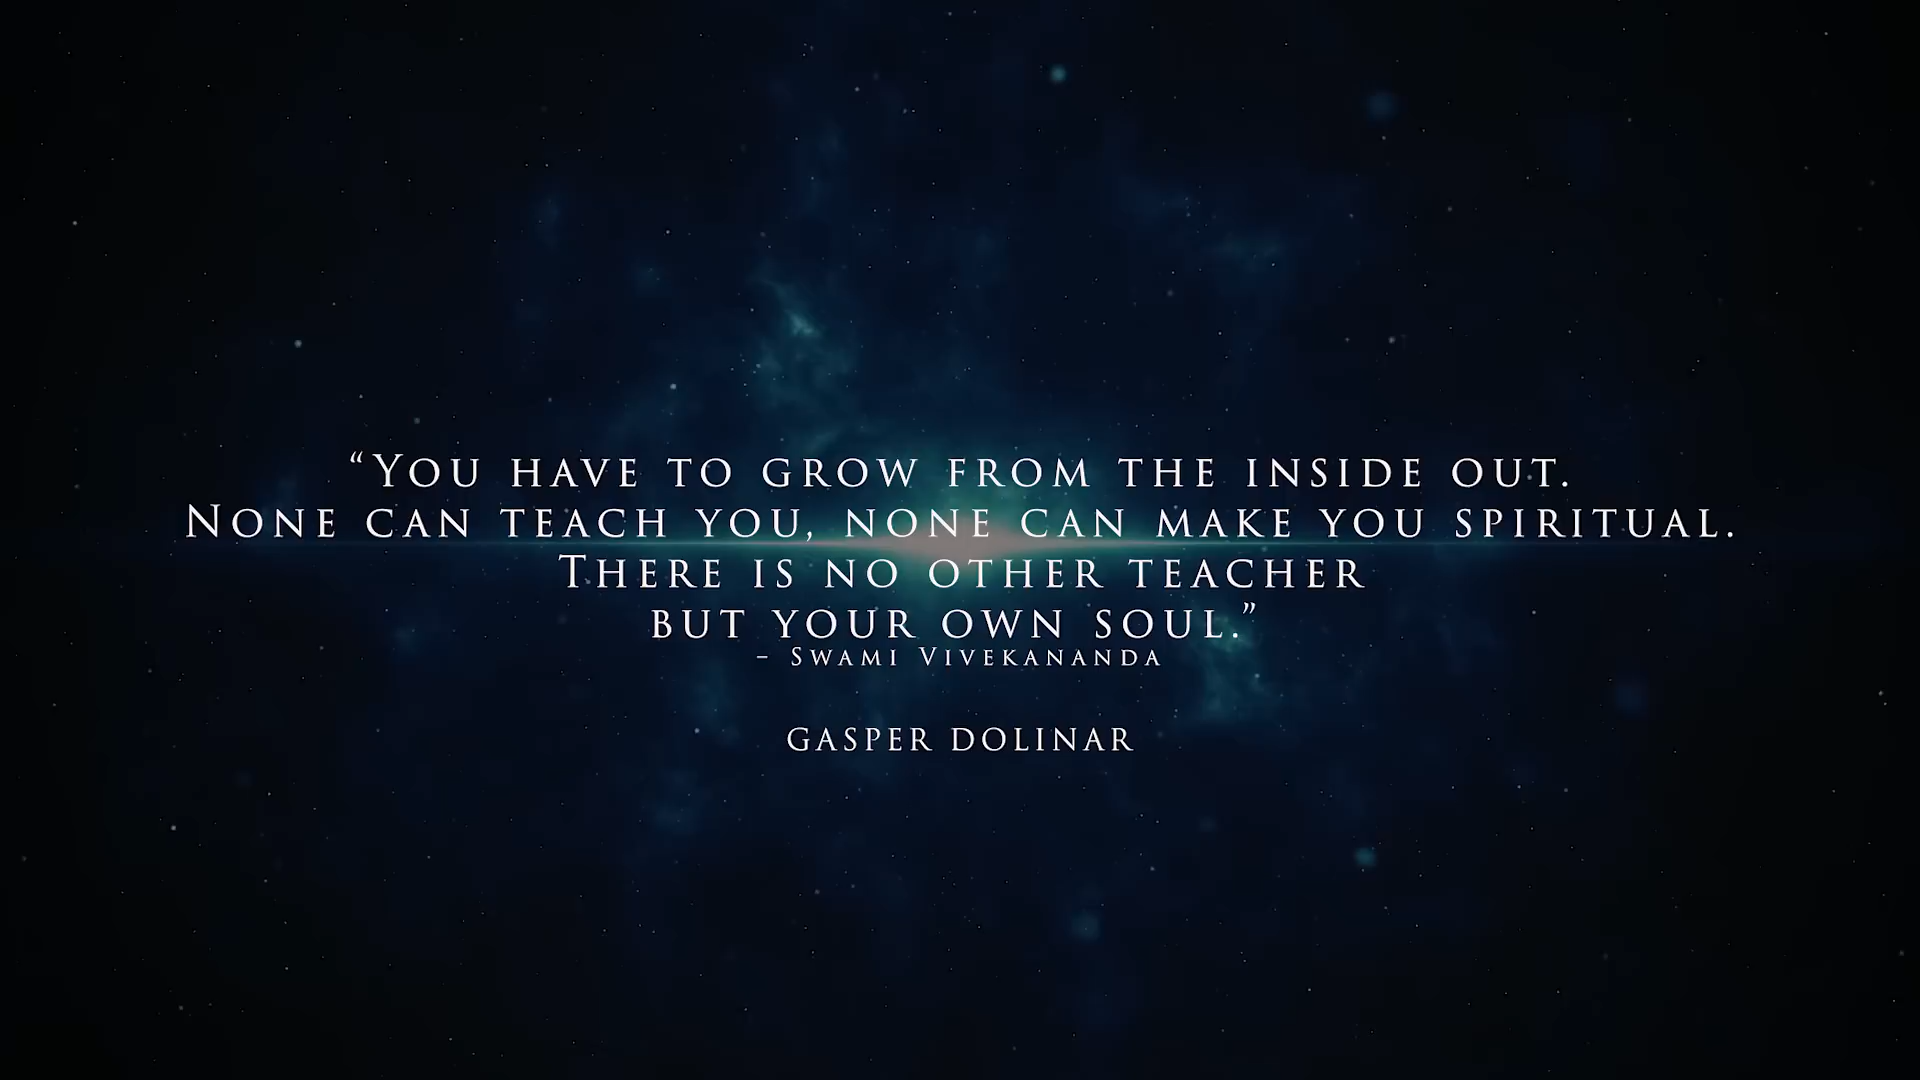 “You have to grow from the inside out.
None can teach you, none can make you spiritual.
There is no other teacher
but your own soul.”
– Swami Vivekananda
GASPER DOLINAR